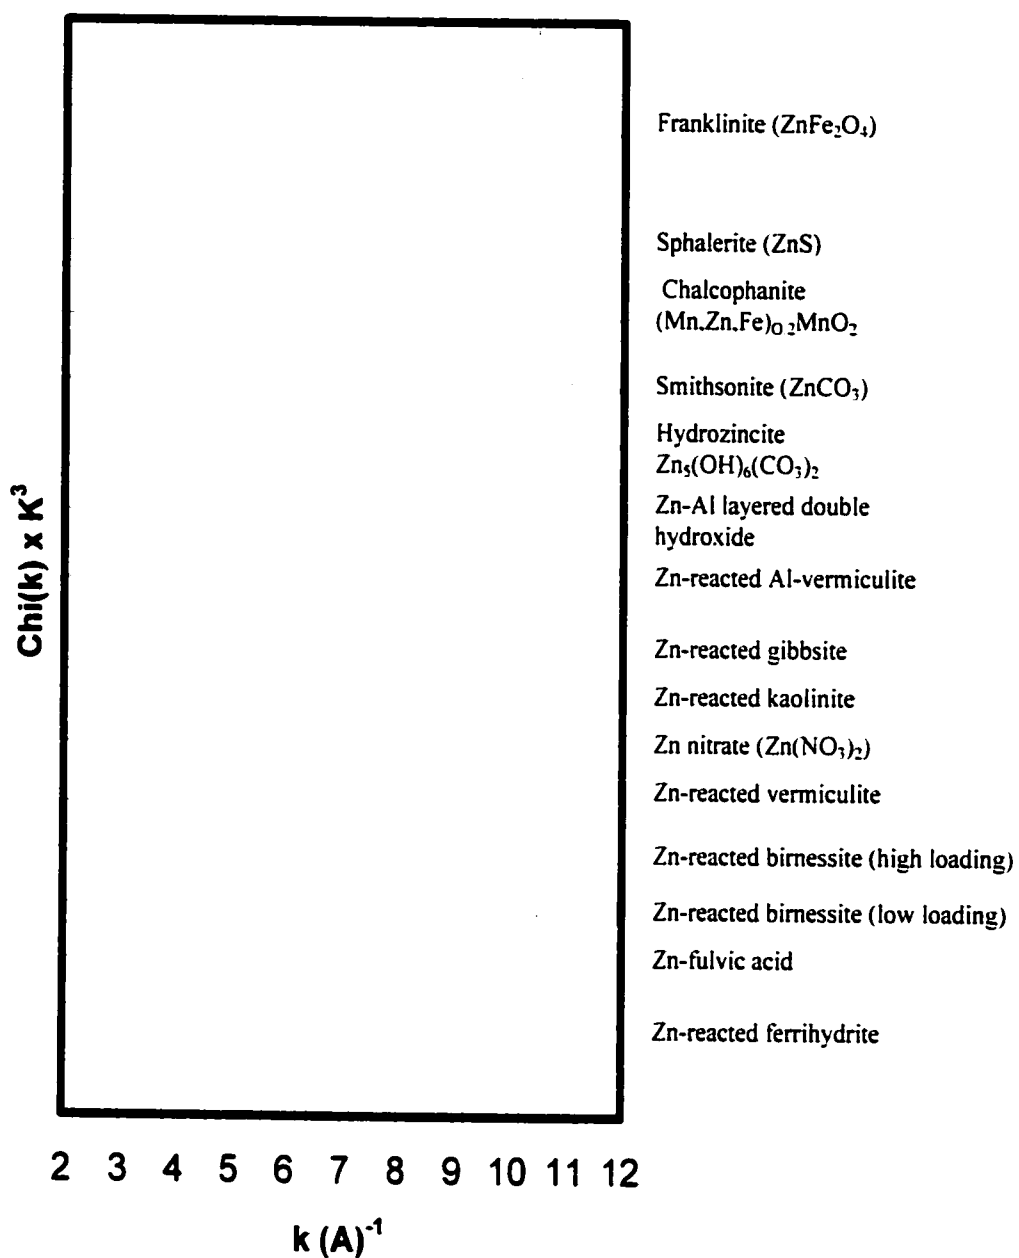 Franklinite (ZnFe₂O₄)
Sphalerite (ZnS)
Chalcophanite
(Mn,Zn,Fe)O 2MnO₂
Smithsonite (ZnCO₃)
Hydrozincite
Zn₅(OH)₆(CO₃)₂
Zn-Al layered double
hydroxide
Zn-reacted Al-vermiculite
Zn-reacted gibbsite
Zn-reacted kaolinite
Zn nitrate (Zn(NO₃)₂)
Zn-reacted vermiculite
Zn-reacted birnessite (high loading)
Zn-reacted birnessite (low loading)
Zn-fulvic acid
Zn-reacted ferrihydrite
Chi(k) x K³
2 3 4 5 6 7 8 9 10 11 12
k (A)⁻¹